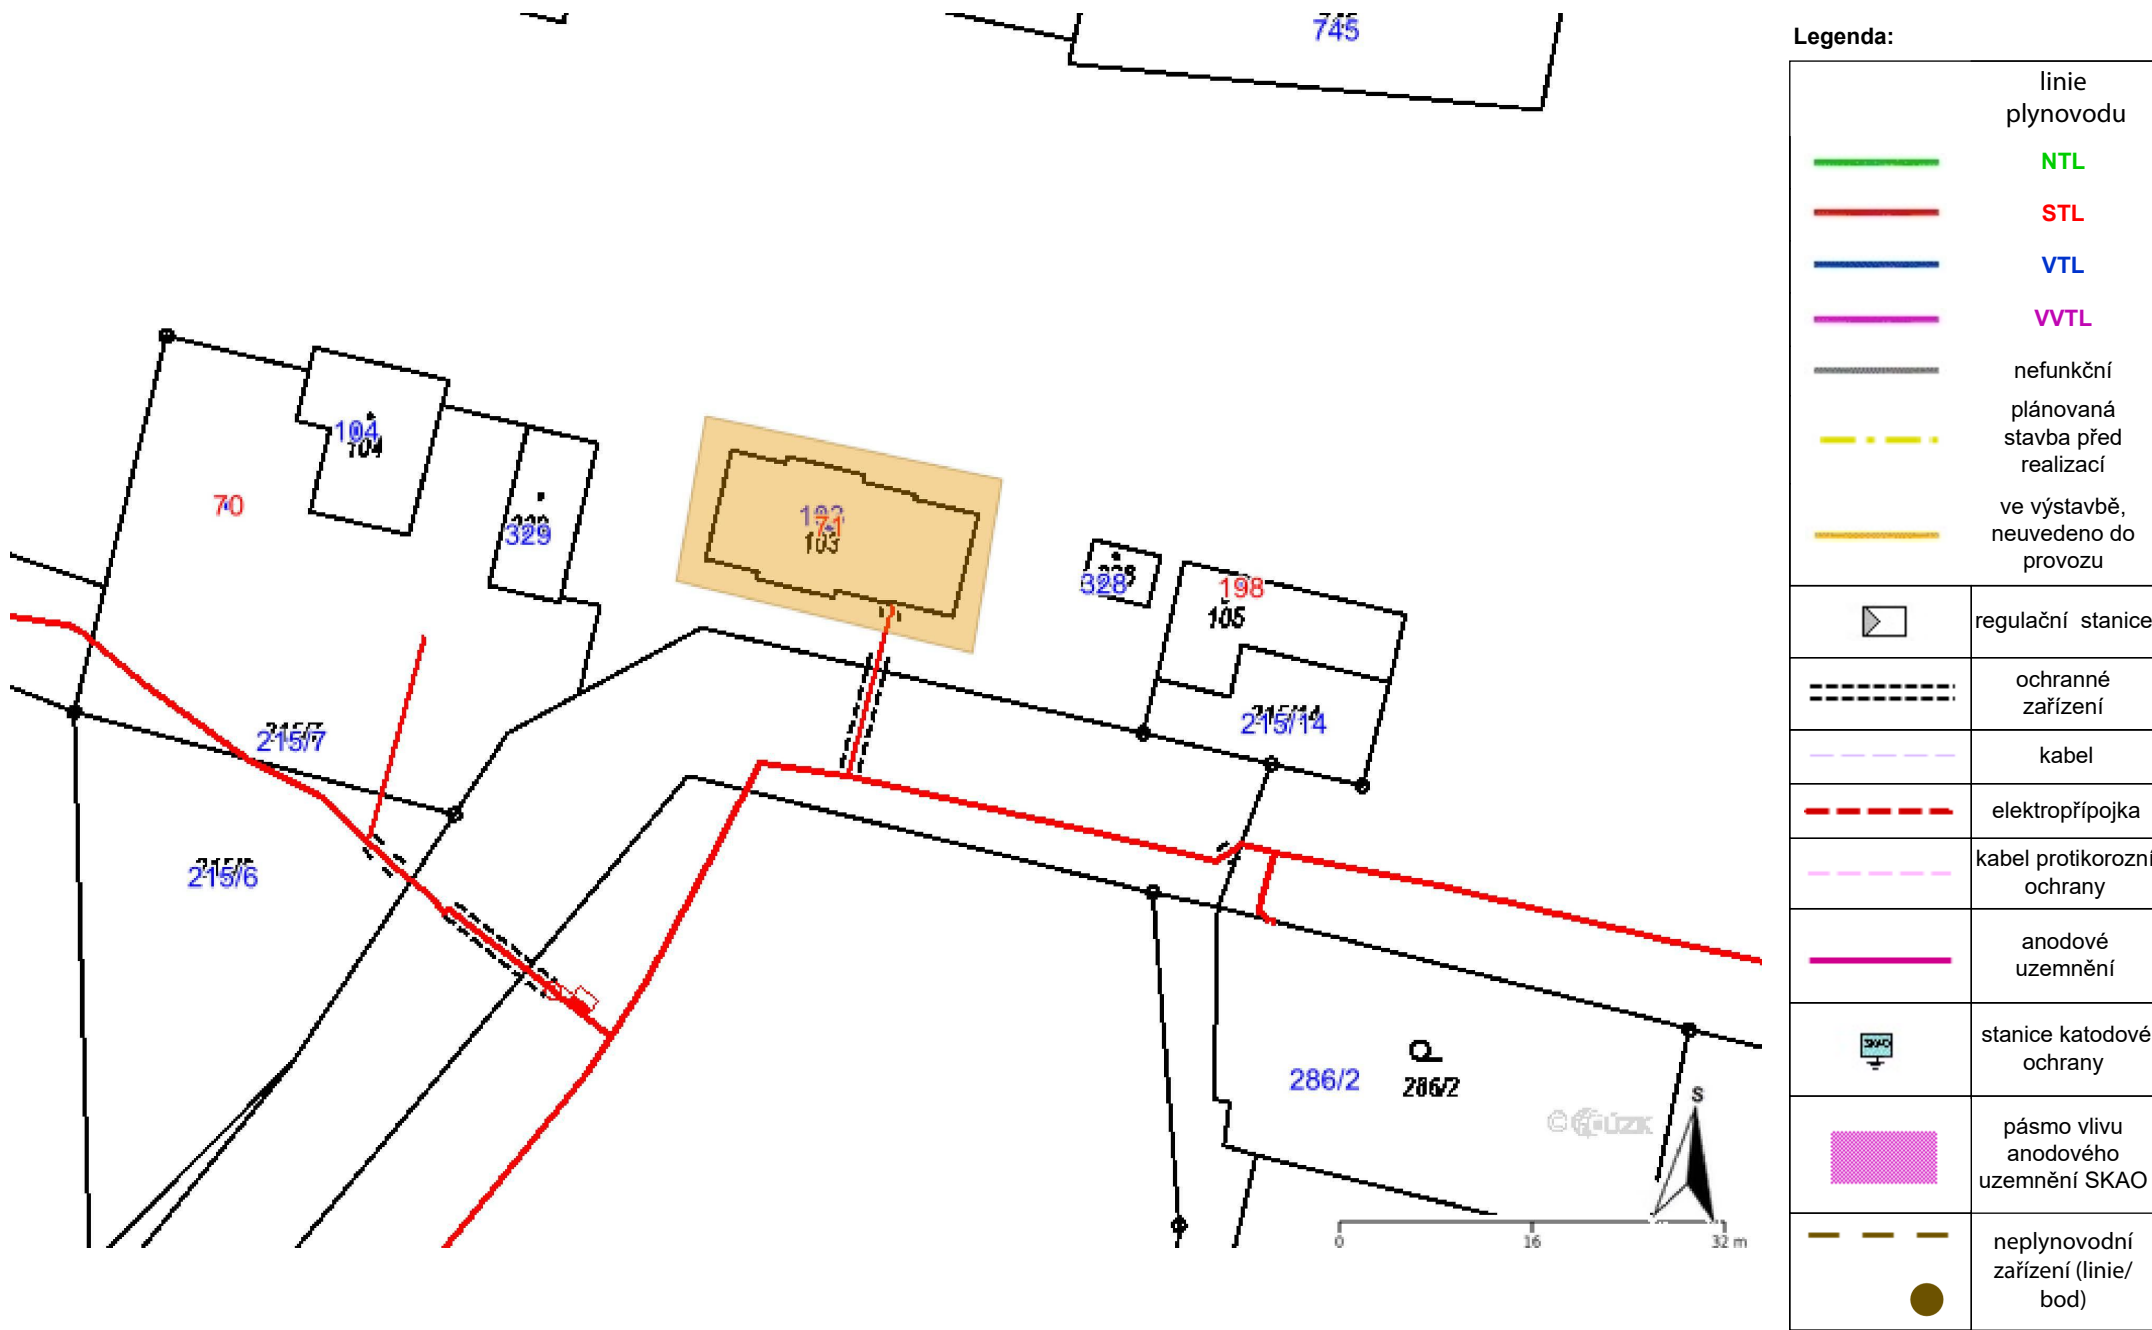 745
104
104
70
329
71
103
328
198
105
215/7
215/14
215/6
286/2
286/2
S
0 16 32 m
Legenda:
linie
plynovodu
NTL
STL
VTL
VVTL
nefunkční
plánovaná
stavba před
realizací
ve výstavbě,
neuvedeno do
provozu
regulační stanice
ochranné
zařízení
kabel
elektropřípojka
kabel protikorozní
ochrany
anodové
uzemnění
SKAO
stanice katodové
ochrany
pásmo vlivu
anodového
uzemnění SKAO
neplynovodní
zařízení (linie/
bod)